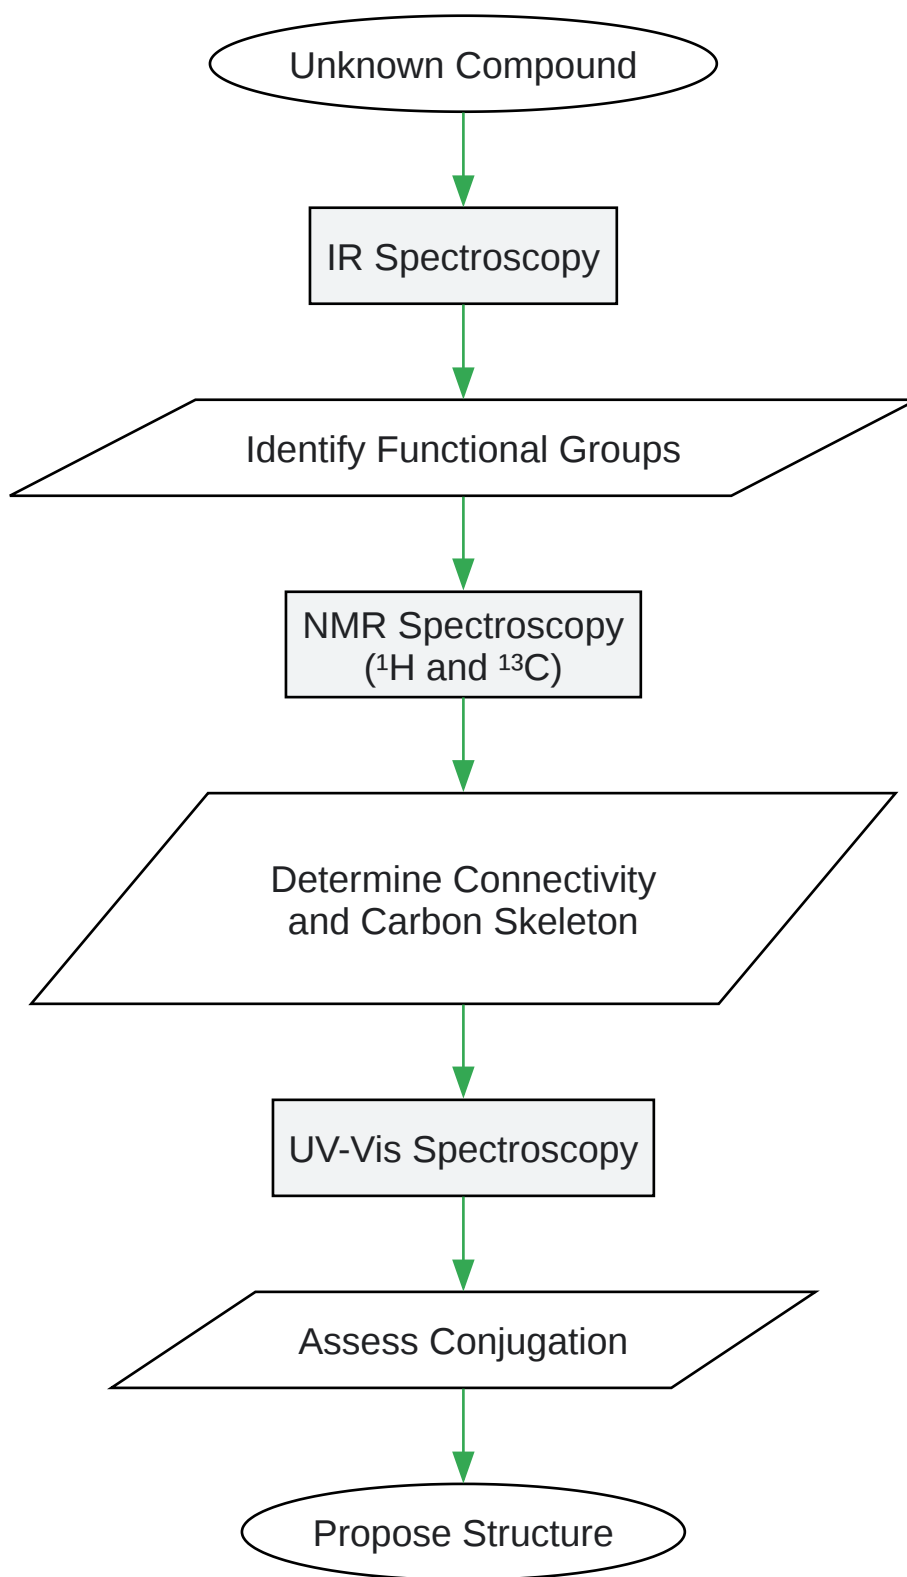 Unknown Compound
IR Spectroscopy
Identify Functional Groups
NMR Spectroscopy
(¹H and ¹³C)
Determine Connectivity
and Carbon Skeleton
UV-Vis Spectroscopy
Assess Conjugation
Propose Structure